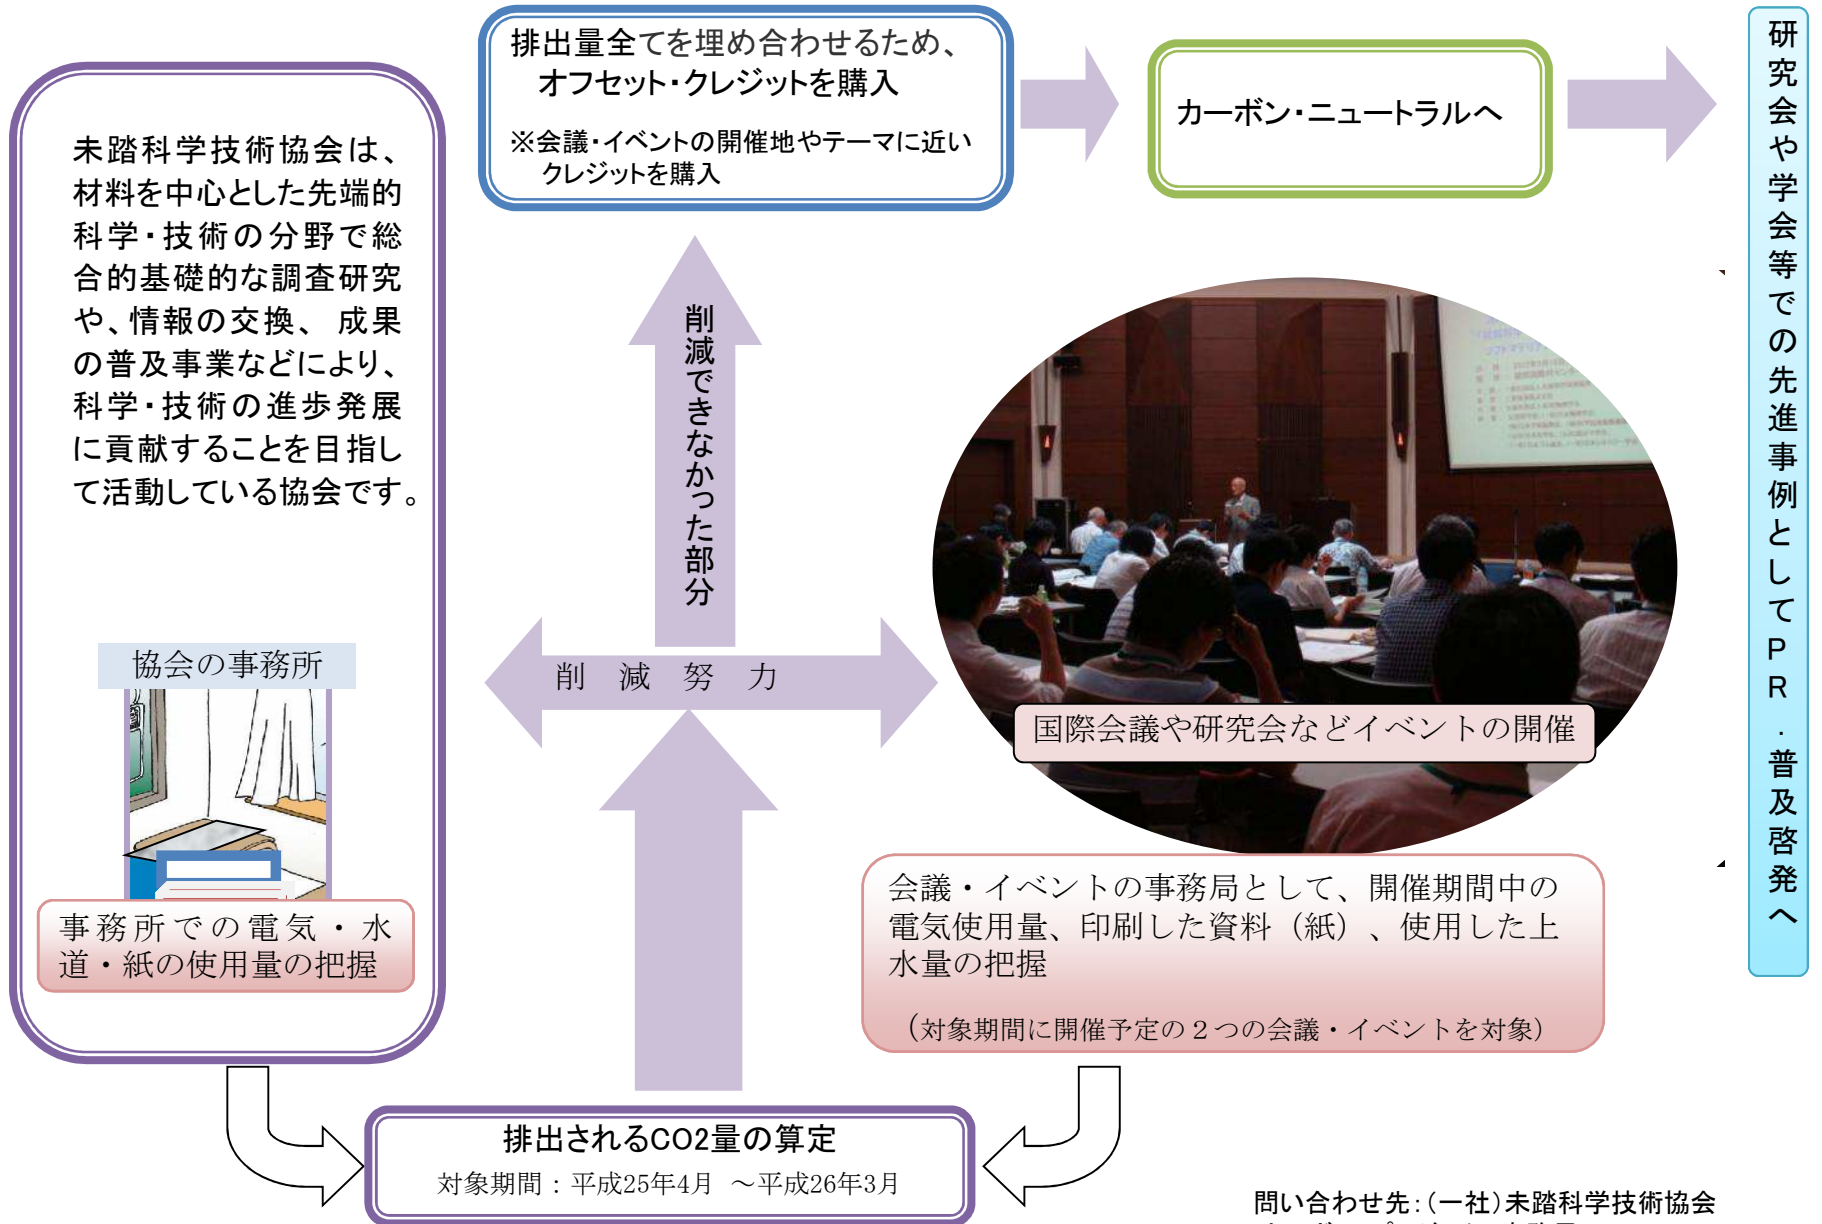 未踏科学技術協会は、
材料を中心とした先端的
科学・技術の分野で総
合的基礎的な調査研究
や、情報の交換、 成果
の普及事業などにより、
科学・技術の進歩発展
に貢献することを目指し
て活動している協会です。
協会の事務所
事務所での電気・水
道・紙の使用量の把握
排出量全てを埋め合わせるため、
オフセット・クレジットを購入
※会議・イベントの開催地やテーマに近い
クレジットを購入
カーボン・ニュートラルへ
研究会や学会等での先進事例としてPR．普及啓発へ
削減できなかった部分
削 減 努 力
国際会議や研究会などイベントの開催
会議・イベントの事務局として、開催期間中の
電気使用量、印刷した資料（紙）、使用した上
水量の把握
（対象期間に開催予定の２つの会議・イベントを対象）
排出されるCO2量の算定
対象期間：平成25年4月 ～平成26年3月
問い合わせ先：（一社）未踏科学技術協会